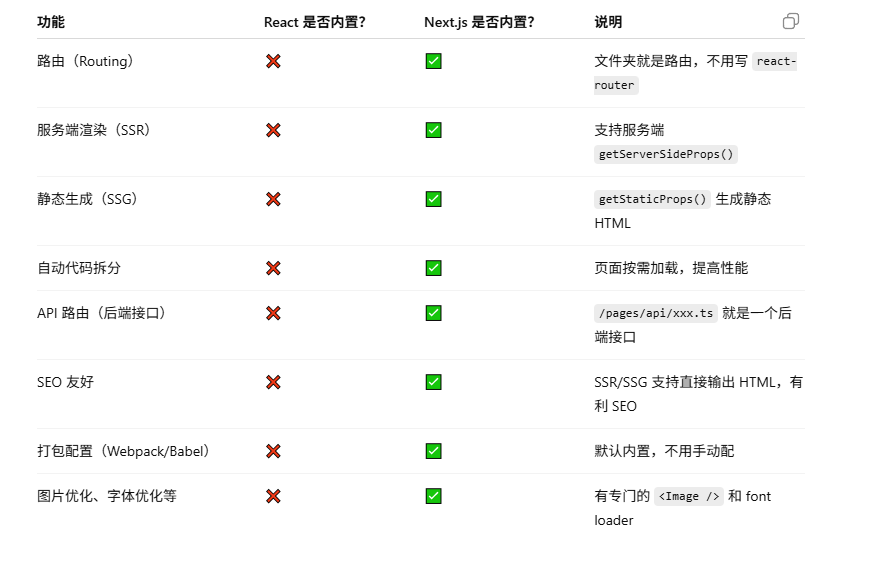 功能 React 是否内置？ Next.js 是否内置？ 说明
路由（Routing） ❌ ✅ 文件夹就是路由，不用写 react-
router
服务端渲染（SSR） ❌ ✅ 支持服务端
getServerSideProps()
静态生成（SSG） ❌ ✅ getStaticProps() 生成静态
HTML
自动代码拆分 ❌ ✅ 页面按需加载，提高性能
API 路由（后端接口） ❌ ✅ /pages/api/xxx.ts 就是一个后
端接口
SEO 友好 ❌ ✅ SSR/SSG 支持直接输出 HTML，有
利 SEO
打包配置（Webpack/Babel） ❌ ✅ 默认内置，不用手动配
图片优化、字体优化等 ❌ ✅ 有专门的 <Image /> 和 font
loader